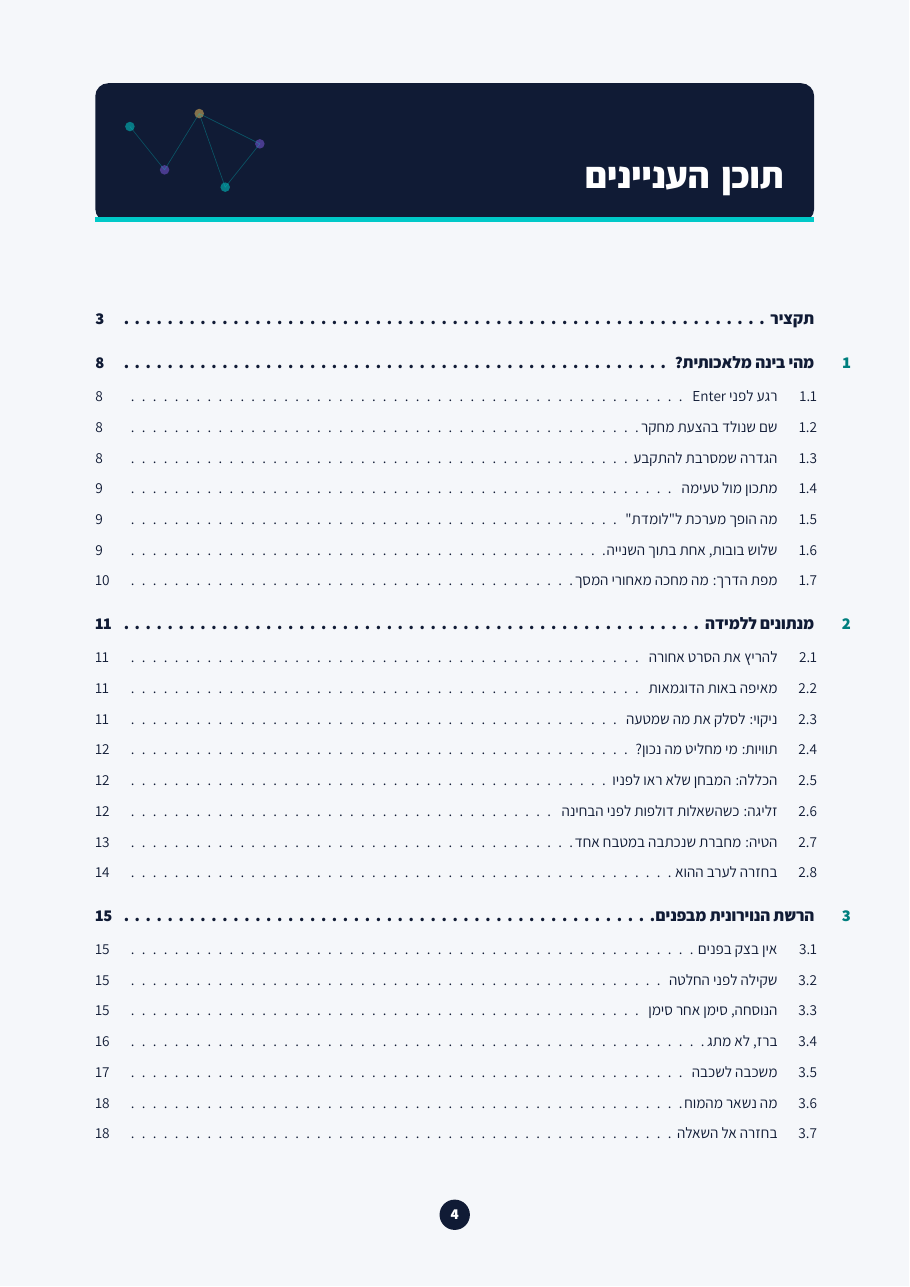 תוכן העניינים
תקציר . . . . . . . . . . . . . . . . . . . . . . . . . . . . . . 3
1 מהי בינה מלאכותית? . . . . . . . . . . . . . . . . . . . . . . . . . . . . . . 8
1.1 רגע לפני Enter . . . . . . . . . . . . . . . . . . . . . . . . . . . . . . 8
1.2 שם שנולד בהצעת מחקר . . . . . . . . . . . . . . . . . . . . . . . . . . . . . . 8
1.3 הגדרה שמסרבת להתקבע . . . . . . . . . . . . . . . . . . . . . . . . . . . . . . 8
1.4 מתכון מול טעימה . . . . . . . . . . . . . . . . . . . . . . . . . . . . . . 9
1.5 מה הופך מערכת ל"לומדת" . . . . . . . . . . . . . . . . . . . . . . . . . . . . . . 9
1.6 שלוש בובות, אחת בתוך השנייה . . . . . . . . . . . . . . . . . . . . . . . . . . . . . . 9
1.7 מפת הדרך: מה מחכה מאחורי המסך . . . . . . . . . . . . . . . . . . . . . . . . . . . . . . 10
2 מנתונים ללמידה . . . . . . . . . . . . . . . . . . . . . . . . . . . . . . 11
2.1 להריץ את הסרט אחורה . . . . . . . . . . . . . . . . . . . . . . . . . . . . . . 11
2.2 מאיפה באות הדוגמאות . . . . . . . . . . . . . . . . . . . . . . . . . . . . . . 11
2.3 ניקוי: לסלק את מה שמטעה . . . . . . . . . . . . . . . . . . . . . . . . . . . . . . 11
2.4 תוויות: מי מחליט מה נכון? . . . . . . . . . . . . . . . . . . . . . . . . . . . . . . 12
2.5 הכללה: המבחן שלא ראו לפניו . . . . . . . . . . . . . . . . . . . . . . . . . . . . . . 12
2.6 זליגה: כשהשאלות דולפות לפני הבחינה . . . . . . . . . . . . . . . . . . . . . . . . . . . . . . 12
2.7 הטיה: מחברת שנכתבה במטבח אחד . . . . . . . . . . . . . . . . . . . . . . . . . . . . . . 13
2.8 בחזרה לערב ההוא . . . . . . . . . . . . . . . . . . . . . . . . . . . . . . 14
3 הרשת הנוירונית מבפנים . . . . . . . . . . . . . . . . . . . . . . . . . . . . . . 15
3.1 אין בצק בפנים . . . . . . . . . . . . . . . . . . . . . . . . . . . . . . 15
3.2 שקילה לפני החלטה . . . . . . . . . . . . . . . . . . . . . . . . . . . . . . 15
3.3 הנוסחה, סימן אחר סימן . . . . . . . . . . . . . . . . . . . . . . . . . . . . . . 15
3.4 ברז, לא מתג . . . . . . . . . . . . . . . . . . . . . . . . . . . . . . 16
3.5 משכבה לשכבה . . . . . . . . . . . . . . . . . . . . . . . . . . . . . . 17
3.6 מה נשאר מהמוח . . . . . . . . . . . . . . . . . . . . . . . . . . . . . . 18
3.7 בחזרה אל השאלה . . . . . . . . . . . . . . . . . . . . . . . . . . . . . . 18
4